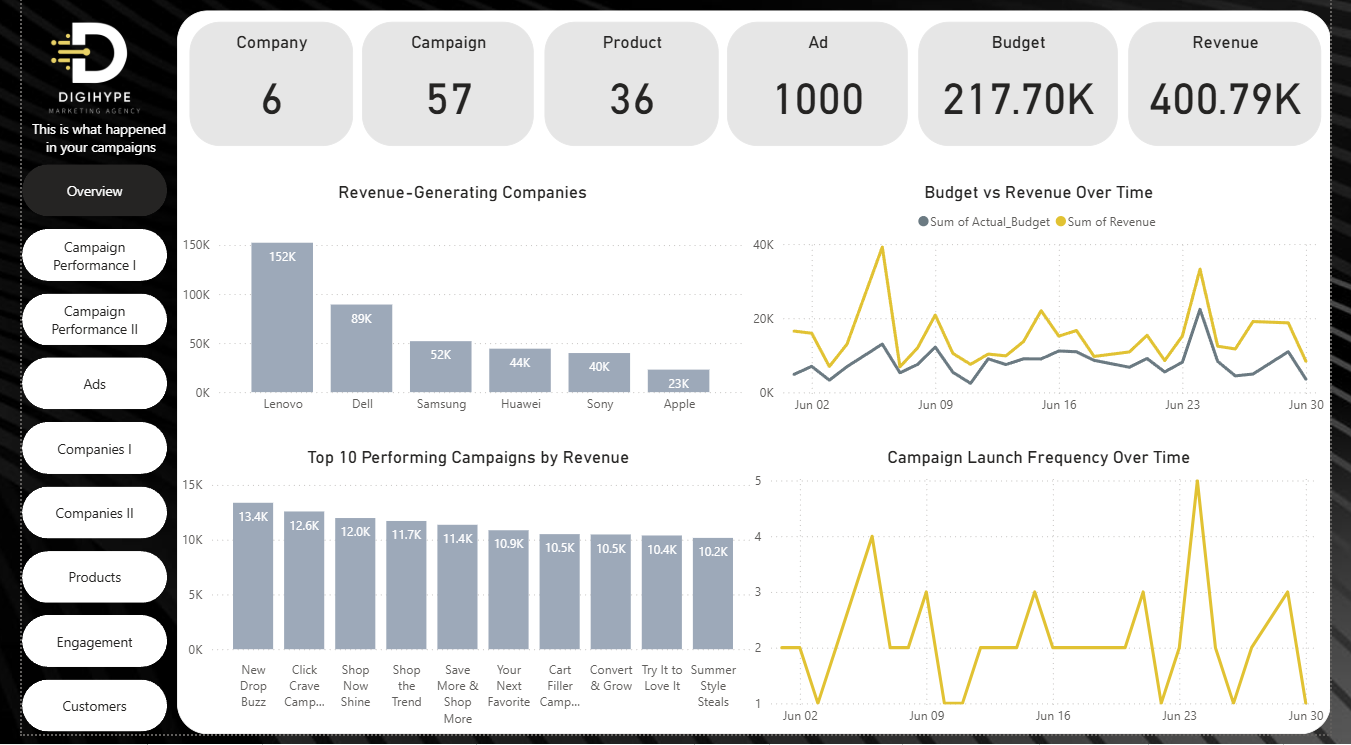 DIGIHYPE
MARKETING AGENCY
This is what happened
in your campaigns
Overview
Campaign
Performance I
Campaign
Performance II
Ads
Companies I
Companies II
Products
Engagement
Customers
Company
6
Campaign
57
Product
36
Ad
1000
Budget
217.70K
Revenue
400.79K
Revenue-Generating Companies
150K
100K
50K
0K
152K
89K
52K
44K
40K
23K
Lenovo Dell Samsung Huawei Sony Apple
Budget vs Revenue Over Time
Sum of Actual_Budget Sum of Revenue
40K
20K
0K
Jun 02 Jun 09 Jun 16 Jun 23 Jun 30
Top 10 Performing Campaigns by Revenue
15K
10K
5K
0K
13.4K
12.6K
12.0K
11.7K
11.4K
10.9K
10.5K
10.5K
10.4K
10.2K
New
Drop
Buzz
Click
Crave
Camp...
Shop
Now
Shine
Shop
the
Trend
Save
More &
Shop
More
Your
Next
Favorite
Cart
Filler
Camp...
Convert
& Grow
Try It to
Love It
Summer
Style
Steals
Campaign Launch Frequency Over Time
5
4
3
2
1
Jun 02 Jun 09 Jun 16 Jun 23 Jun 30